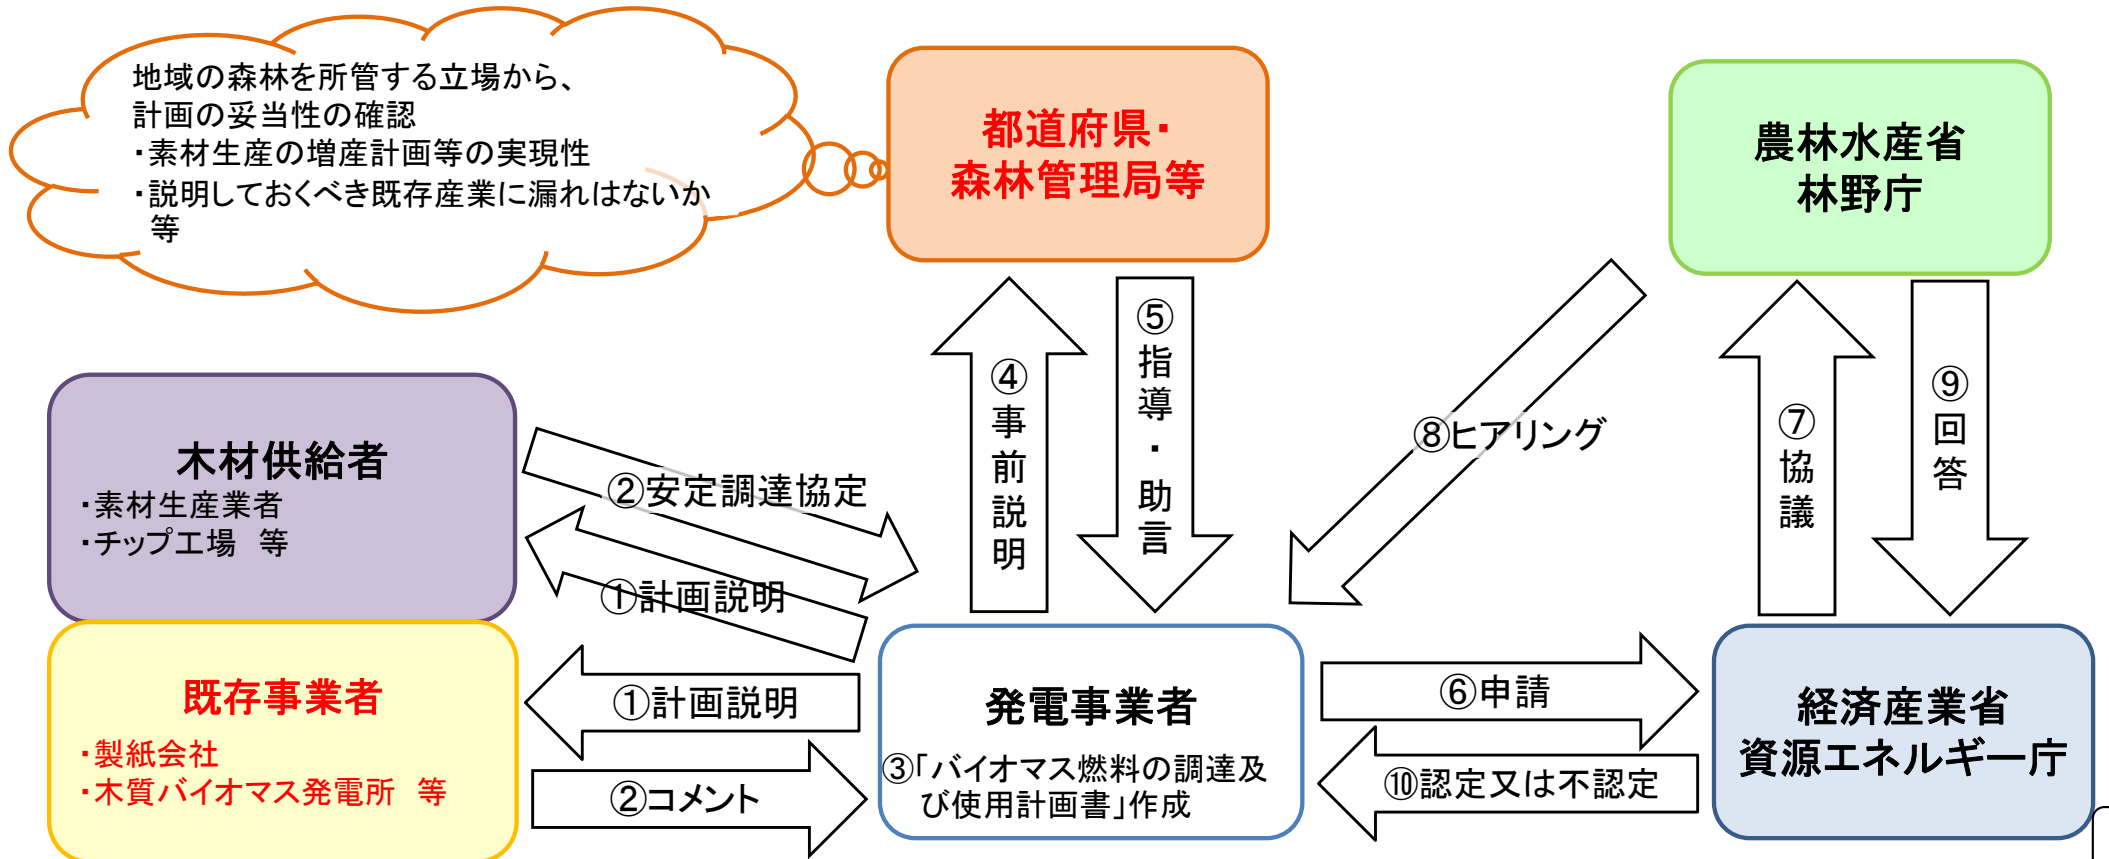 地域の森林を所管する立場から、
計画の妥当性の確認
・素材生産の増産計画等の実現性
・説明しておくべき既存産業に漏れはないか
等
都道府県・
森林管理局等
農林水産省
林野庁
④事前説明
⑤指導・助言
⑧ヒアリング
⑦協議
⑨回答
木材供給者
・素材生産業者
・チップ工場　等
②安定調達協定
①計画説明
既存事業者
・製紙会社
・木質バイオマス発電所　等
①計画説明
②コメント
発電事業者
③「バイオマス燃料の調達及
び使用計画書」作成
⑥申請
⑩認定又は不認定
経済産業省
資源エネルギー庁